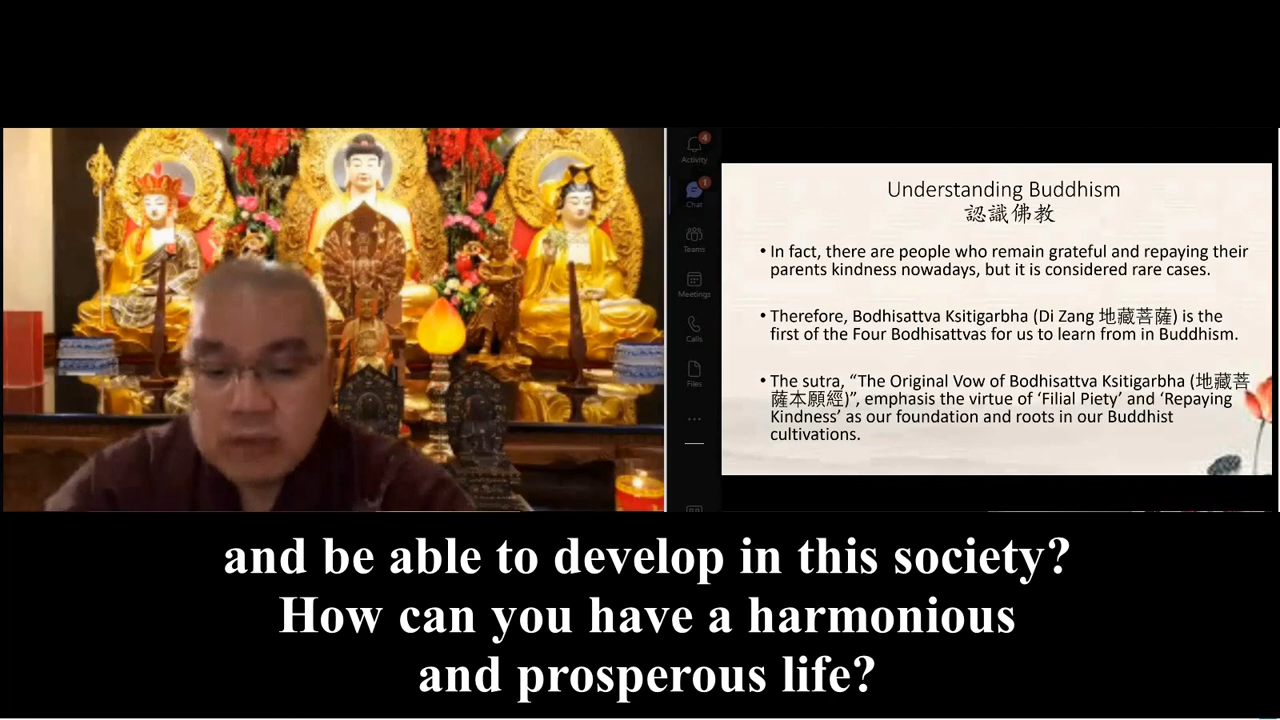 4
Activity
1
Chat
Teams
Meetings
Calls
Files
Understanding Buddhism
認識佛教
• In fact, there are people who remain grateful and repaying their
parents kindness nowadays, but it is considered rare cases.
• Therefore, Bodhisattva Ksitigarbha (Di Zang 地藏菩薩) is the
first of the Four Bodhisattvas for us to learn from in Buddhism.
• The sutra, “The Original Vow of Bodhisattva Ksitigarbha (地藏菩
薩本願經)”, emphasis the virtue of ‘Filial Piety’ and ‘Repaying
Kindness’ as our foundation and roots in our Buddhist
cultivations.
and be able to develop in this society?
How can you have a harmonious
and prosperous life?